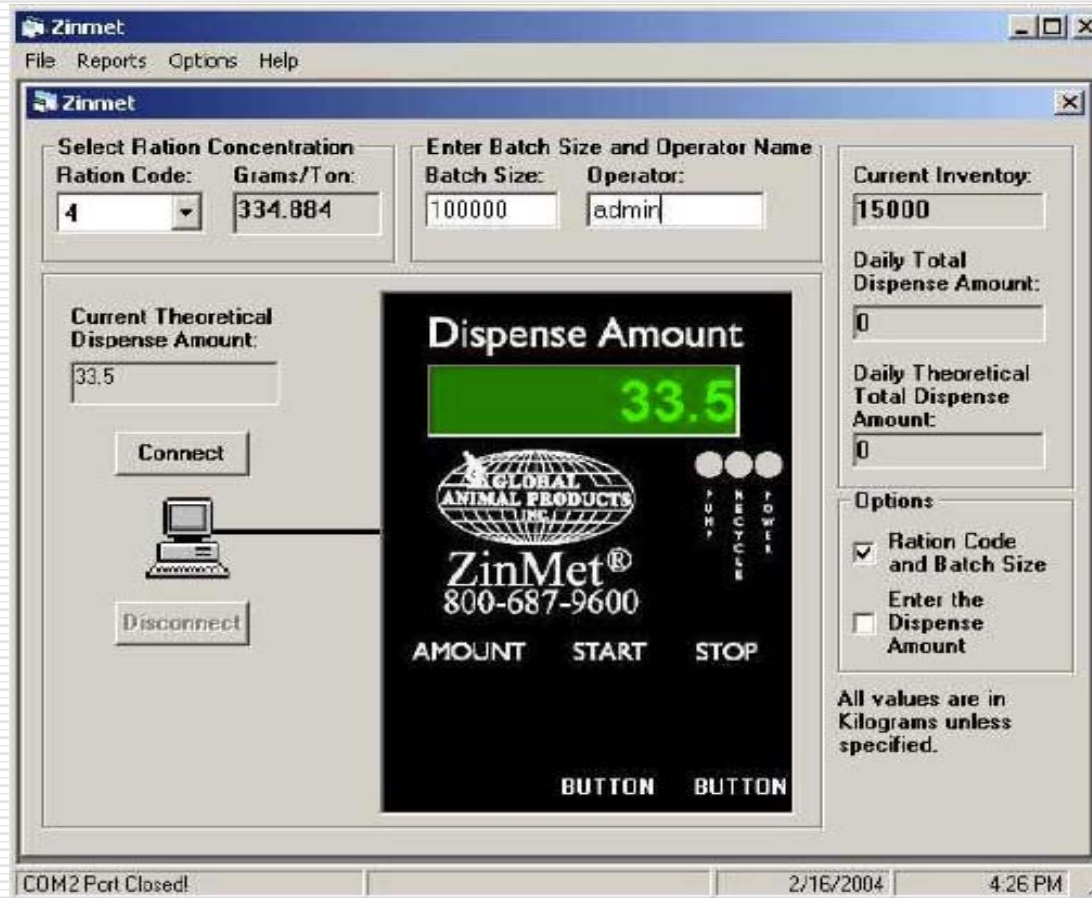 Zinmet
File Reports Options Help
Zinmet
Select Ration Concentration
Ration Code: Grams/Ton:
4 334.884
Enter Batch Size and Operator Name
Batch Size: Operator:
100000 admin
Current Inventoy:
15000
Daily Total
Dispense Amount:
0
Daily Theoretical
Total Dispense
Amount:
0
Current Theoretical
Dispense Amount:
33.5
Connect
Disconnect
Dispense Amount
33.5
GLOBAL
ANIMAL PRODUCTS
INC.
ZinMet®
800-687-9600
PUMP
RECYCLE
POWER
AMOUNT START STOP
BUTTON BUTTON
Options
Ration Code
and Batch Size
Enter the
Dispense
Amount
All values are in
Kilograms unless
specified.
COM2 Port Closed! 2/16/2004 4:26 PM